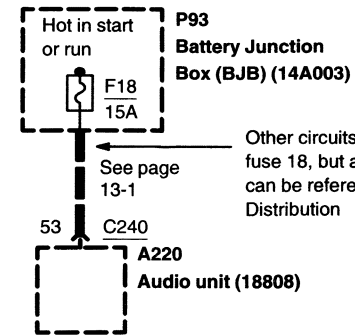 Hot in start
or run
F18
15A
P93
Battery Junction
Box (BJB) (14A003)
Other circuits
fuse 18, but
can be refere
Distribution
See page
13-1
53
C240
A220
Audio unit (18808)